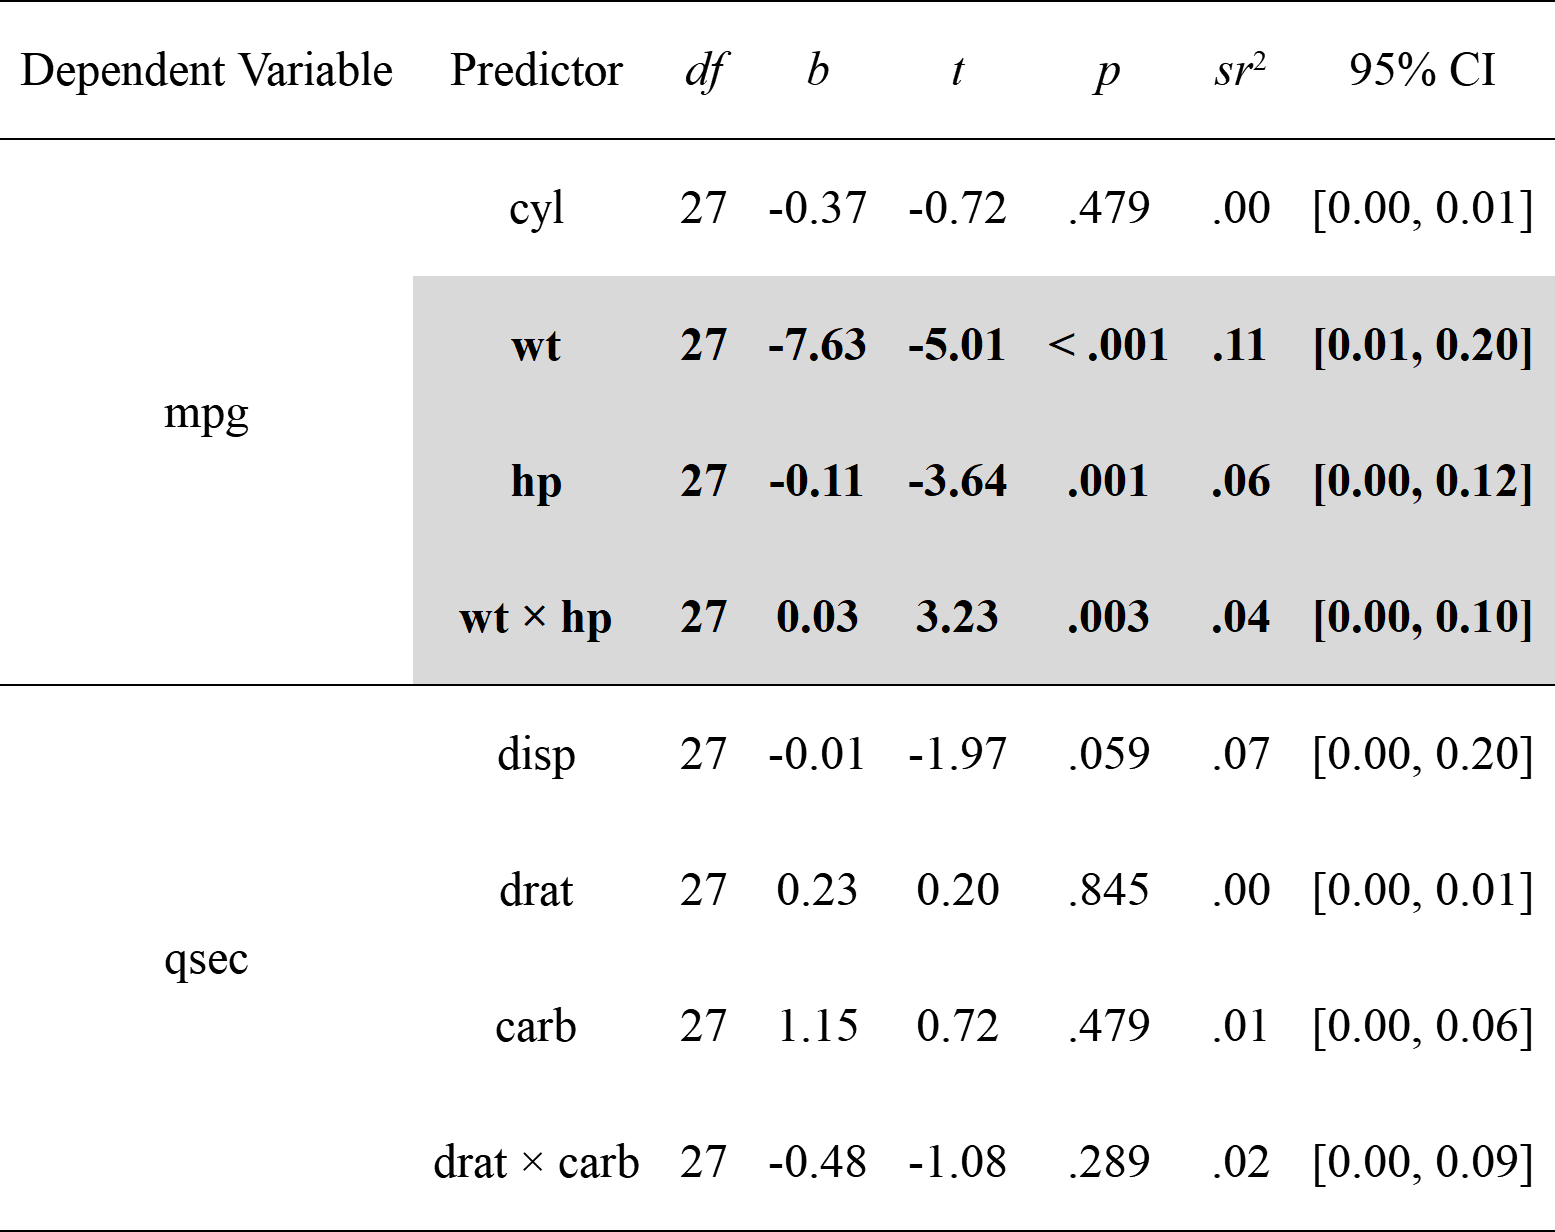 Dependent Variable Predictor df b t p sr² 95% CI
cyl 27 -0.37 -0.72 .479 .00 [0.00, 0.01]
wt 27 -7.63 -5.01 < .001 .11 [0.01, 0.20]
mpg
hp 27 -0.11 -3.64 .001 .06 [0.00, 0.12]
wt × hp 27 0.03 3.23 .003 .04 [0.00, 0.10]
disp 27 -0.01 -1.97 .059 .07 [0.00, 0.20]
drat 27 0.23 0.20 .845 .00 [0.00, 0.01]
qsec
carb 27 1.15 0.72 .479 .01 [0.00, 0.06]
drat × carb 27 -0.48 -1.08 .289 .02 [0.00, 0.09]